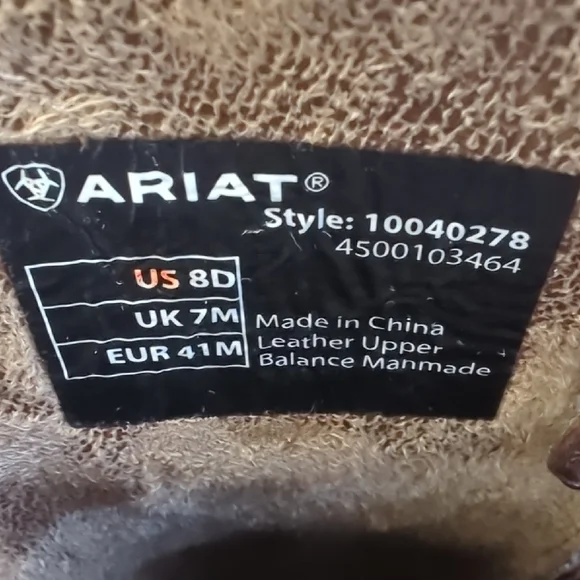 ARIAT®
Style: 10040278
4500103464
US 8D
UK 7M
EUR 41M
Made in China
Leather Upper
Balance Manmade